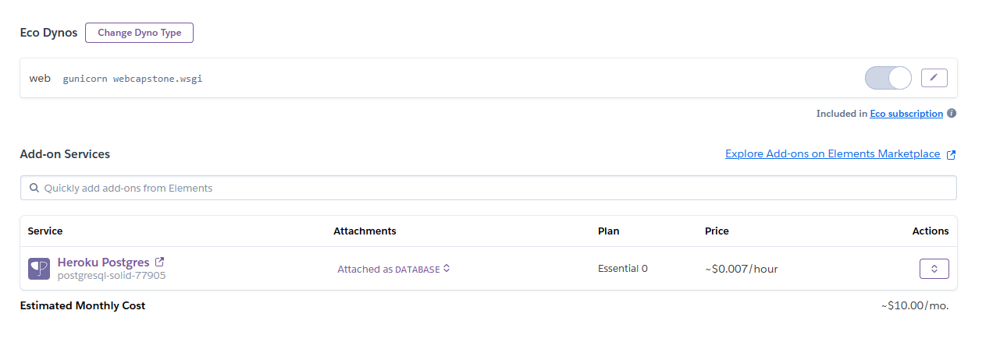 Eco Dynos Change Dyno Type
web gunicorn webcapstone.wsgi
Included in Eco subscription i
Add-on Services Explore Add-ons on Elements Marketplace
Quickly add add-ons from Elements
Service Attachments Plan Price Actions
Heroku Postgres Attached as DATABASE Essential 0 ~$0.007/hour
postgresql-solid-77905
Estimated Monthly Cost ~$10.00/mo.